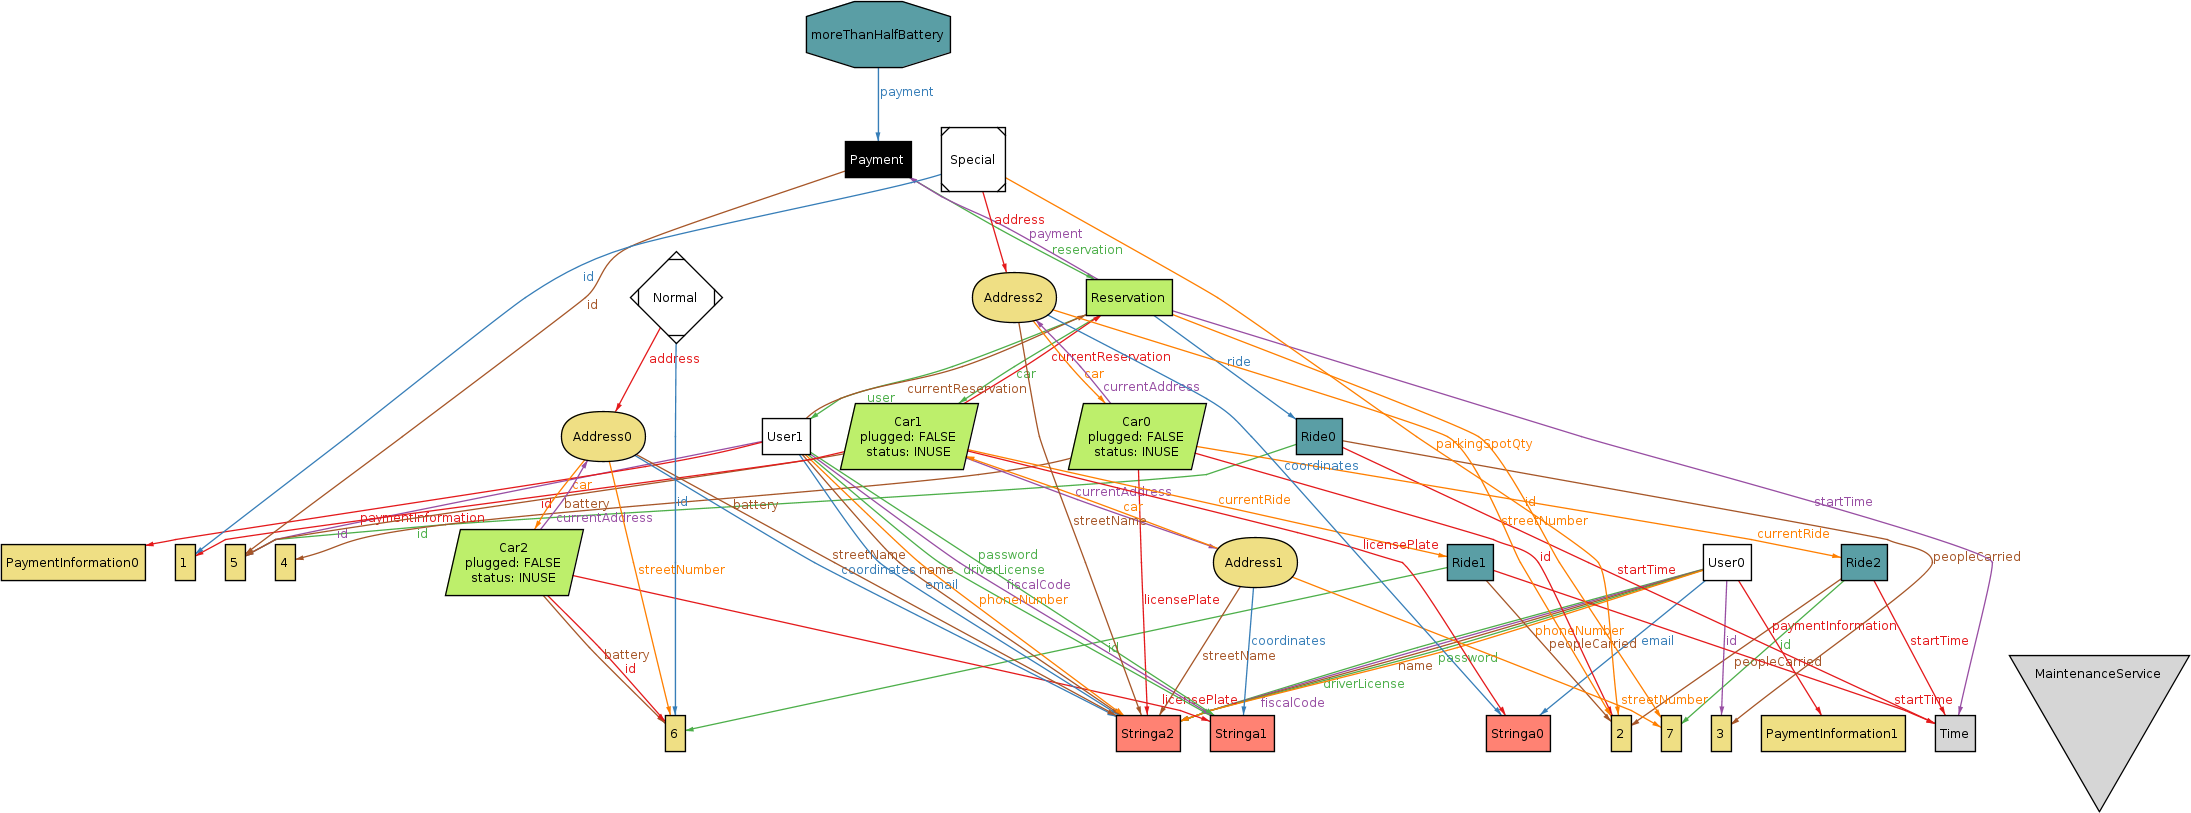 moreThanHalfBattery
payment
Payment
Special
address
payment
reservation
id
id
Normal
Address2
Reservation
address
currentReservation
ride
car
car
currentAddress
currentReservation
user
Address0
User1
Car1
plugged: FALSE
status: INUSE
Car0
plugged: FALSE
status: INUSE
Ride0
parkingSpotQty
coordinates
car
currentAddress
currentRide
id
battery
battery
id
car
startTime
paymentInformation
currentAddress
streetName
streetNumber
id
id
currentRide
PaymentInformation0
1
5
4
Car2
plugged: FALSE
status: INUSE
streetName
password
licensePlate
id
peopleCarried
streetNumber
coordinates
name
driverLicense
Address1
Ride1
startTime
User0
Ride2
email
fiscalCode
phoneNumber
licensePlate
battery
id
id
coordinates
streetName
phoneNumber
peopleCarried
email
id
paymentInformation
id
startTime
name
password
peopleCarried
driverLicense
licensePlate
fiscalCode
streetNumber
startTime
MaintenanceService
6
Stringa2
Stringa1
Stringa0
2
7
3
PaymentInformation1
Time